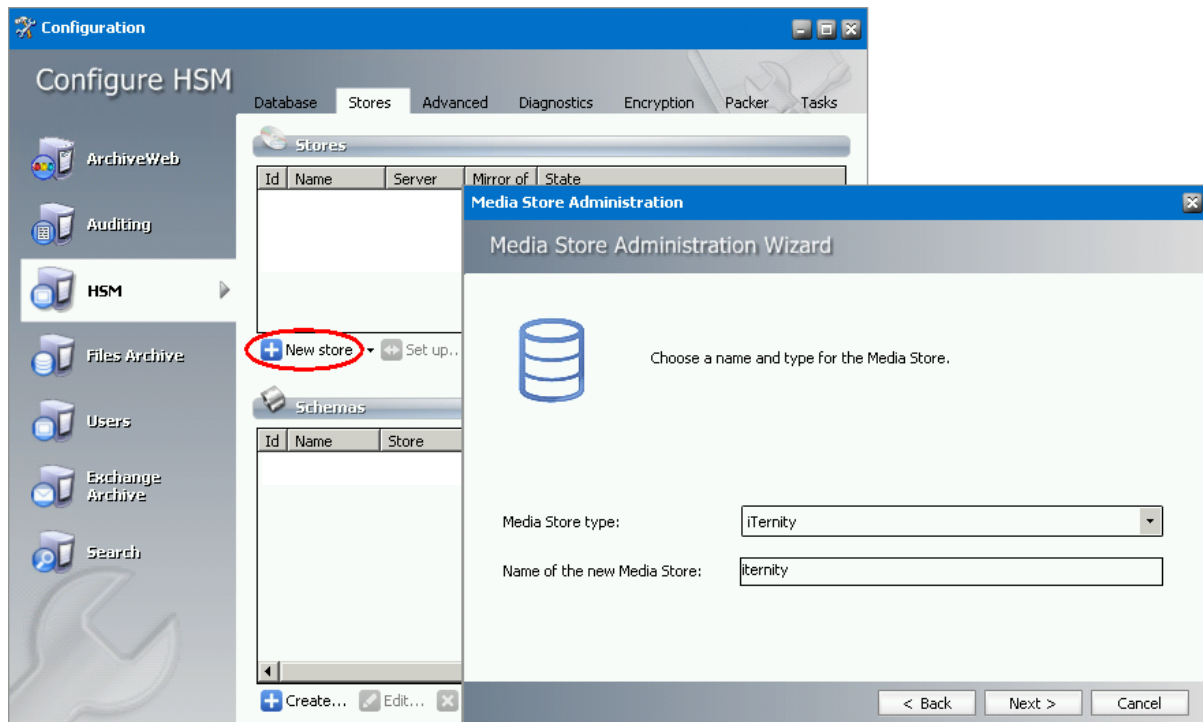 Configuration
Configure HSM
Database Stores Advanced Diagnostics Encryption Packer Tasks
ArchiveWeb
Auditing
HSM
Files Archive
Users
Exchange
Archive
Search
Stores
Id Name Server Mirror of State
New store Set up..
Schemas
Id Name Store
Create... Edit...
Media Store Administration
Media Store Administration Wizard
Choose a name and type for the Media Store.
Media Store type: iTernity
Name of the new Media Store: iternity
< Back Next > Cancel